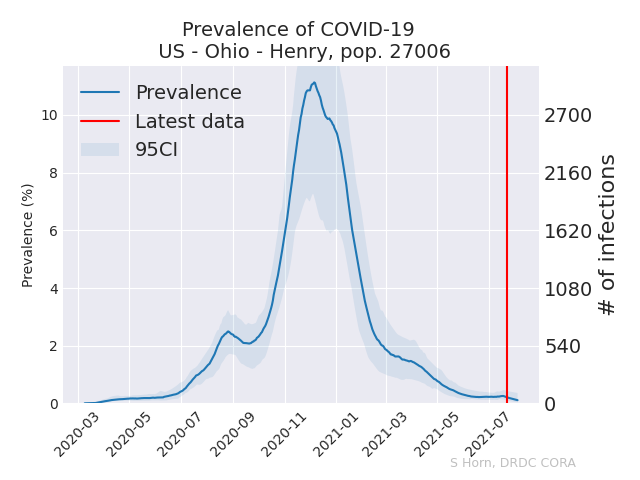 Prevalence of COVID-19
US - Ohio - Henry, pop. 27006
Prevalence
Latest data
95CI
Prevalence (%)
10
8
6
4
2
0
2700
2160
1620
1080
540
0
# of infections
2020-03
2020-05
2020-07
2020-09
2020-11
2021-01
2021-03
2021-05
2021-07
S Horn, DRDC CORA